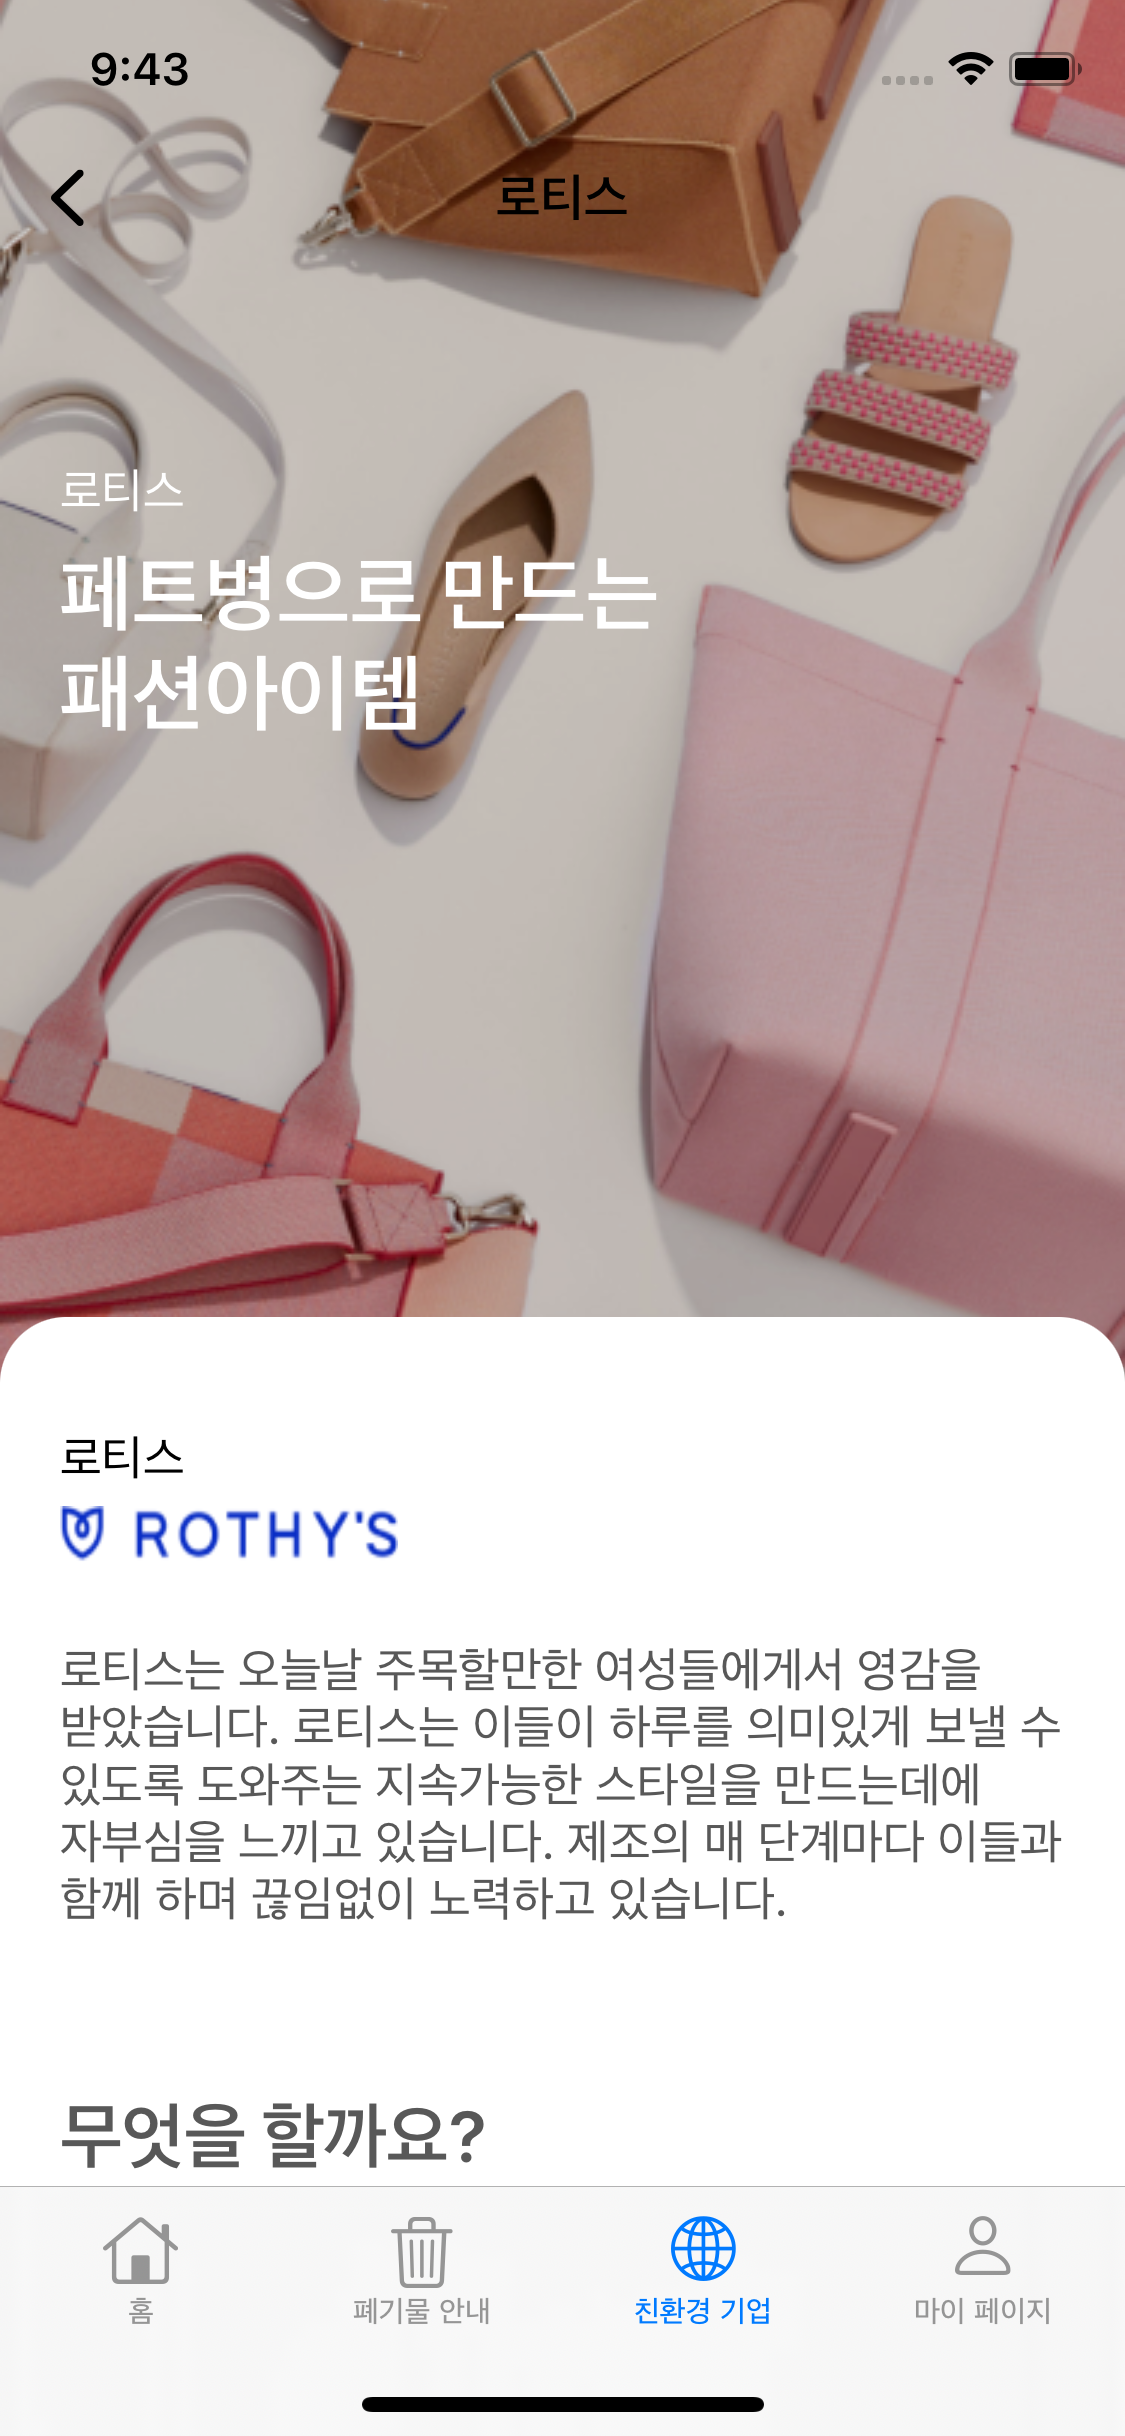 9:43
로티스
로티스
페트병으로 만드는
패션아이템
로티스
ROTHY'S
로티스는 오늘날 주목할만한 여성들에게서 영감을
받았습니다. 로티스는 이들이 하루를 의미있게 보낼 수
있도록 도와주는 지속가능한 스타일을 만드는데에
자부심을 느끼고 있습니다. 제조의 매 단계마다 이들과
함께 하며 끊임없이 노력하고 있습니다.
무엇을 할까요?
홈
폐기물 안내
친환경 기업
마이 페이지